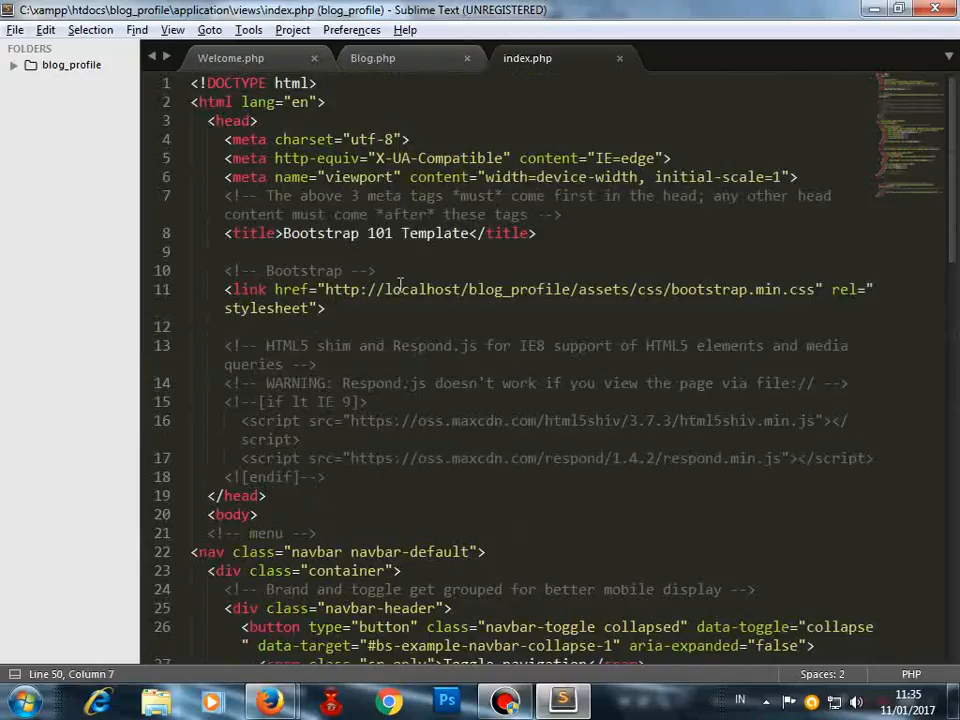 C:\xampp\htdocs\blog_profile\application\views\index.php (blog_profile) - Sublime Text (UNREGISTERED)
File Edit Selection Find View Goto Tools Project Preferences Help
FOLDERS
blog_profile
Welcome.php × Blog.php × index.php ×
1 <!DOCTYPE html>
2 <html lang="en">
3 <head>
4 <meta charset="utf-8">
5 <meta http-equiv="X-UA-Compatible" content="IE=edge">
6 <meta name="viewport" content="width=device-width, initial-scale=1">
7 <!-- The above 3 meta tags *must* come first in the head; any other head
content must come *after* these tags -->
8 <title>Bootstrap 101 Template</title>
9
10 <!-- Bootstrap -->
11 <link href="http://localhost/blog_profile/assets/css/bootstrap.min.css" rel="
stylesheet">
12
13 <!-- HTML5 shim and Respond.js for IE8 support of HTML5 elements and media
queries -->
14 <!-- WARNING: Respond.js doesn't work if you view the page via file:// -->
15 <!--[if lt IE 9]>
16 <script src="https://oss.maxcdn.com/html5shiv/3.7.3/html5shiv.min.js"></
script>
17 <script src="https://oss.maxcdn.com/respond/1.4.2/respond.min.js"></script>
18 <![endif]-->
19 </head>
20 <body>
21 <!-- menu -->
22 <nav class="navbar navbar-default">
23 <div class="container">
24 <!-- Brand and toggle get grouped for better mobile display -->
25 <div class="navbar-header">
26 <button type="button" class="navbar-toggle collapsed" data-toggle="collapse
" data-target="#bs-example-navbar-collapse-1" aria-expanded="false">
27 <span class="sr-only">Toggle navigation</span>
Line 50, Column 7 Spaces: 2 PHP
Ps
S
IN
11:35
11/01/2017